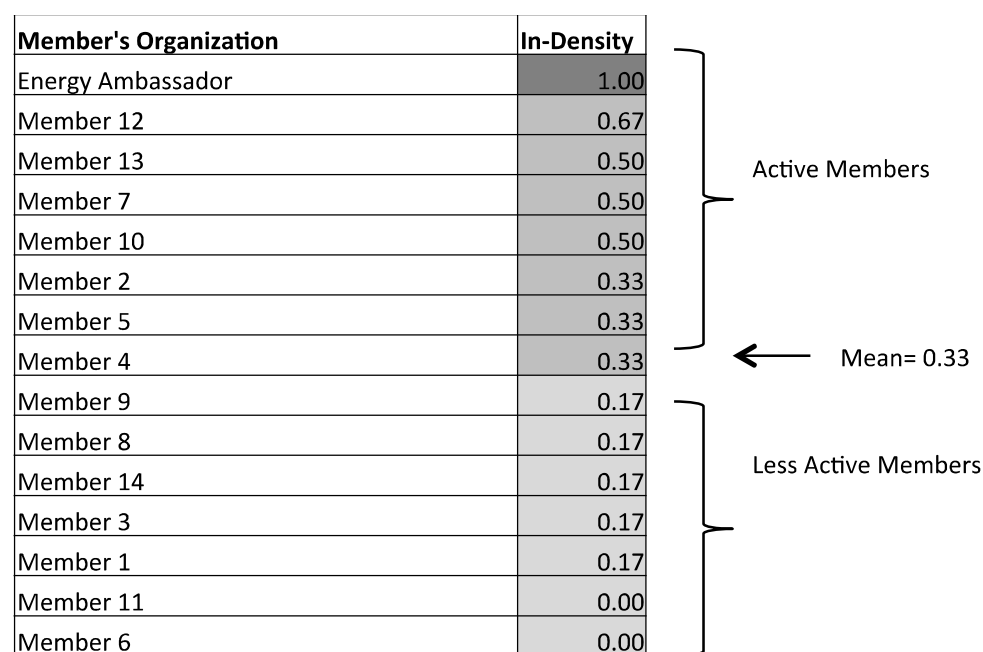 Member's Organization In-Density
Energy Ambassador 1.00
Member 12 0.67
Member 13 0.50
Active Members
Member 7 0.50
Member 10 0.50
Member 2 0.33
Member 5 0.33
Member 4 0.33
Mean= 0.33
Member 9 0.17
Member 8 0.17
Less Active Members
Member 14 0.17
Member 3 0.17
Member 1 0.17
Member 11 0.00
Member 6 0.00